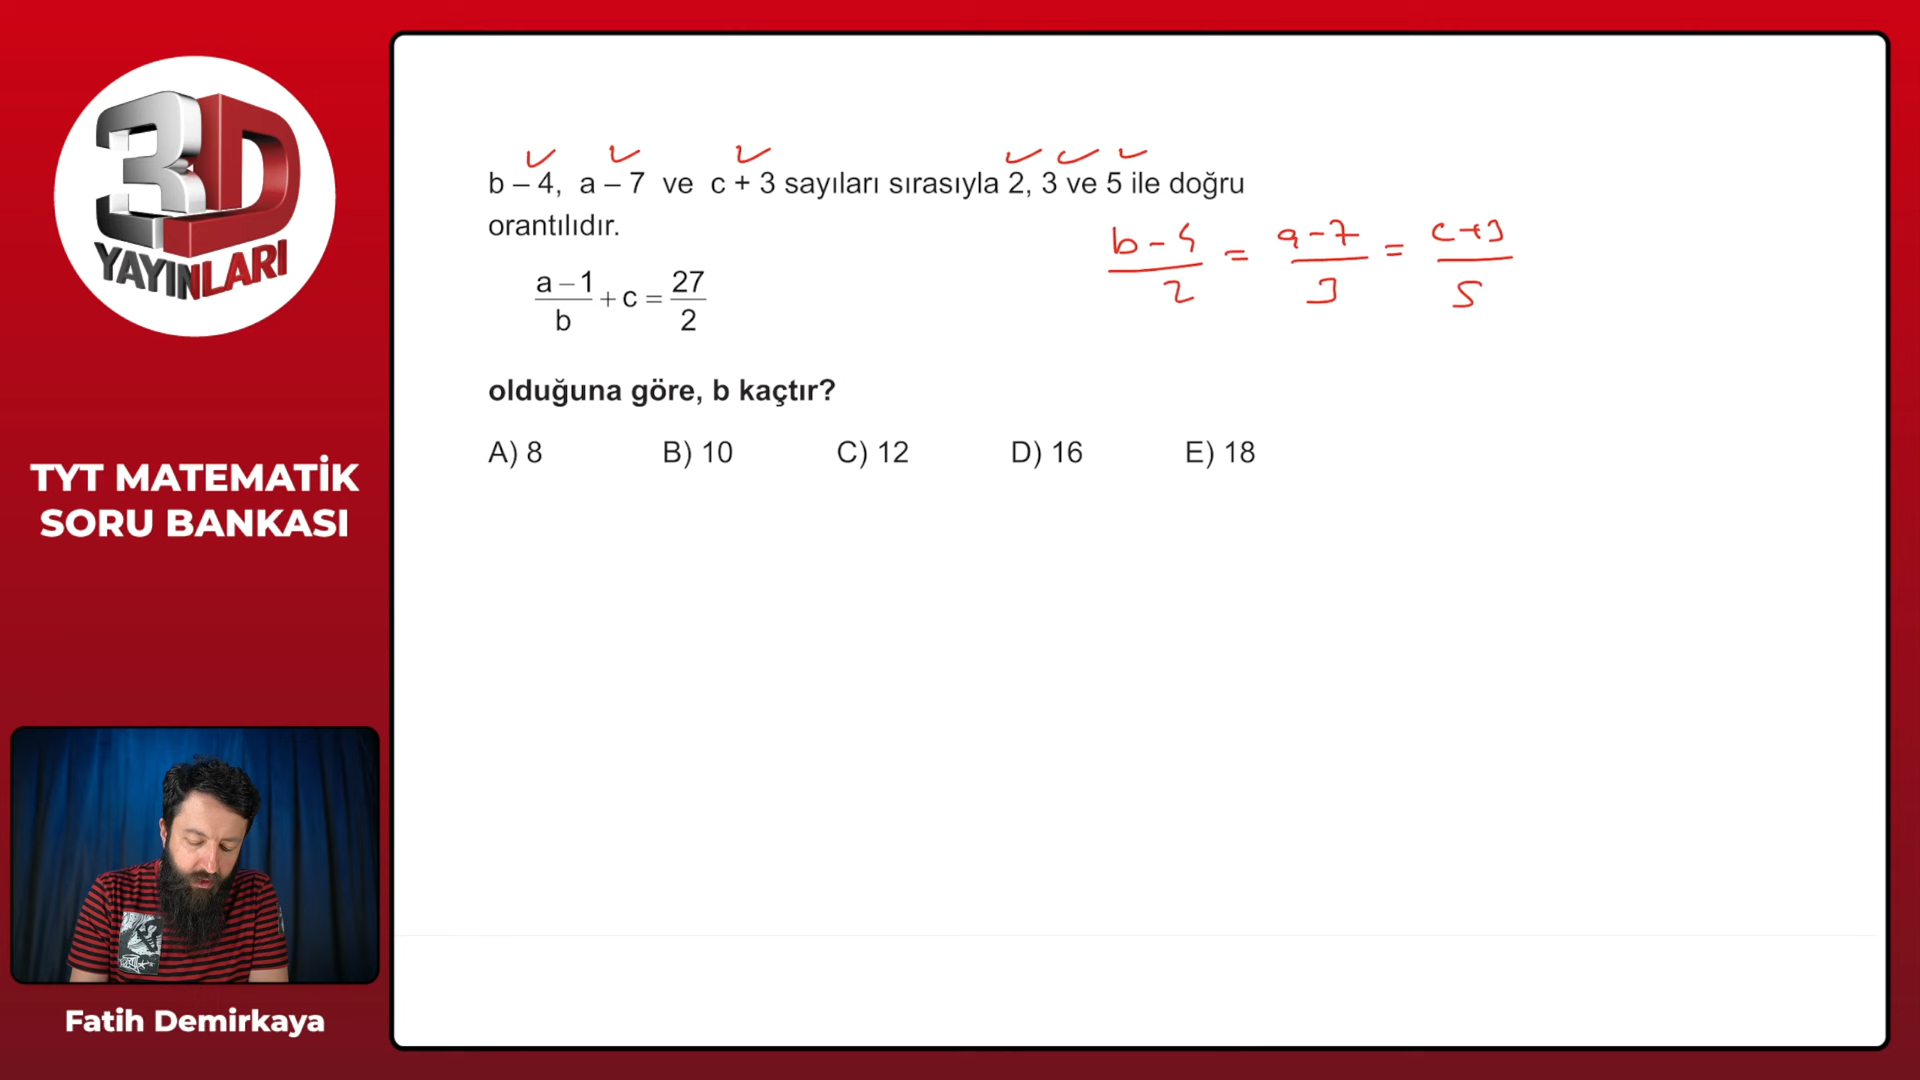 3D
YAYINLARI
TYT MATEMATİK
SORU BANKASI
Fatih Demirkaya
b – 4, a – 7 ve c + 3 sayıları sırasıyla 2, 3 ve 5 ile doğru
orantılıdır.
(a – 1)/b + c = 27/2
olduğuna göre, b kaçtır?
A) 8 B) 10 C) 12 D) 16 E) 18
(b – 4)/2 = (a – 7)/3 = (c + 3)/5